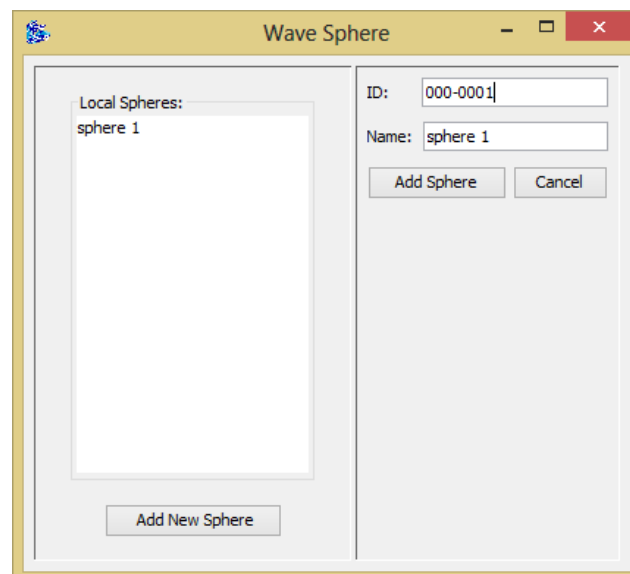 Wave Sphere
Local Spheres:
sphere 1
Add New Sphere
ID: 000-0001
Name: sphere 1
Add Sphere Cancel